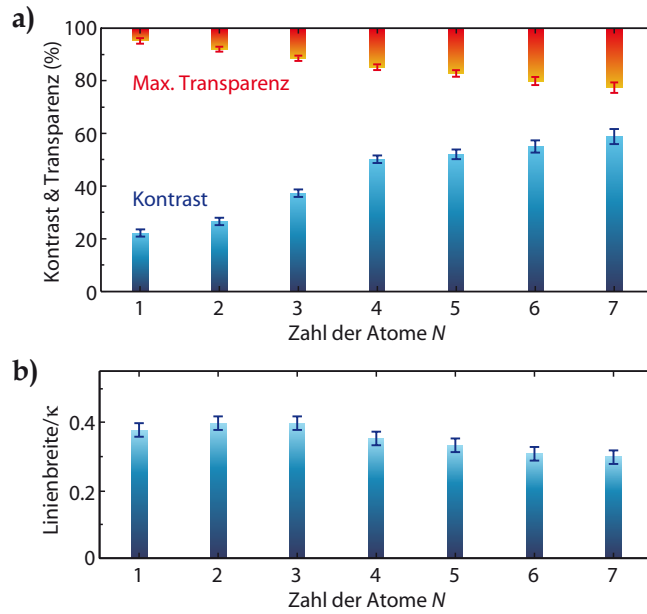 a)
100
80
60
40
20
0
Kontrast & Transparenz (%)
Max. Transparenz
Kontrast
1 2 3 4 5 6 7
Zahl der Atome N
b)
0.4
0.2
0
Linienbreite/κ
1 2 3 4 5 6 7
Zahl der Atome N